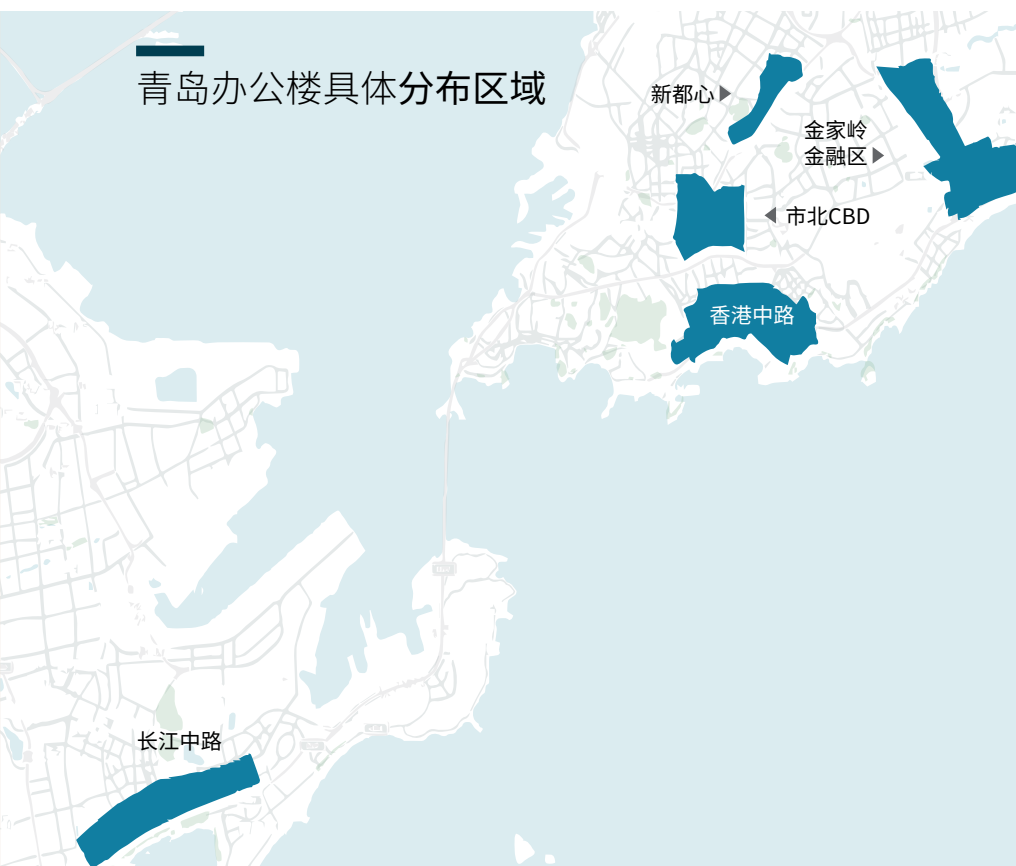 青岛办公楼具体分布区域
新都心
金家岭
金融区
市北CBD
香港中路
长江中路